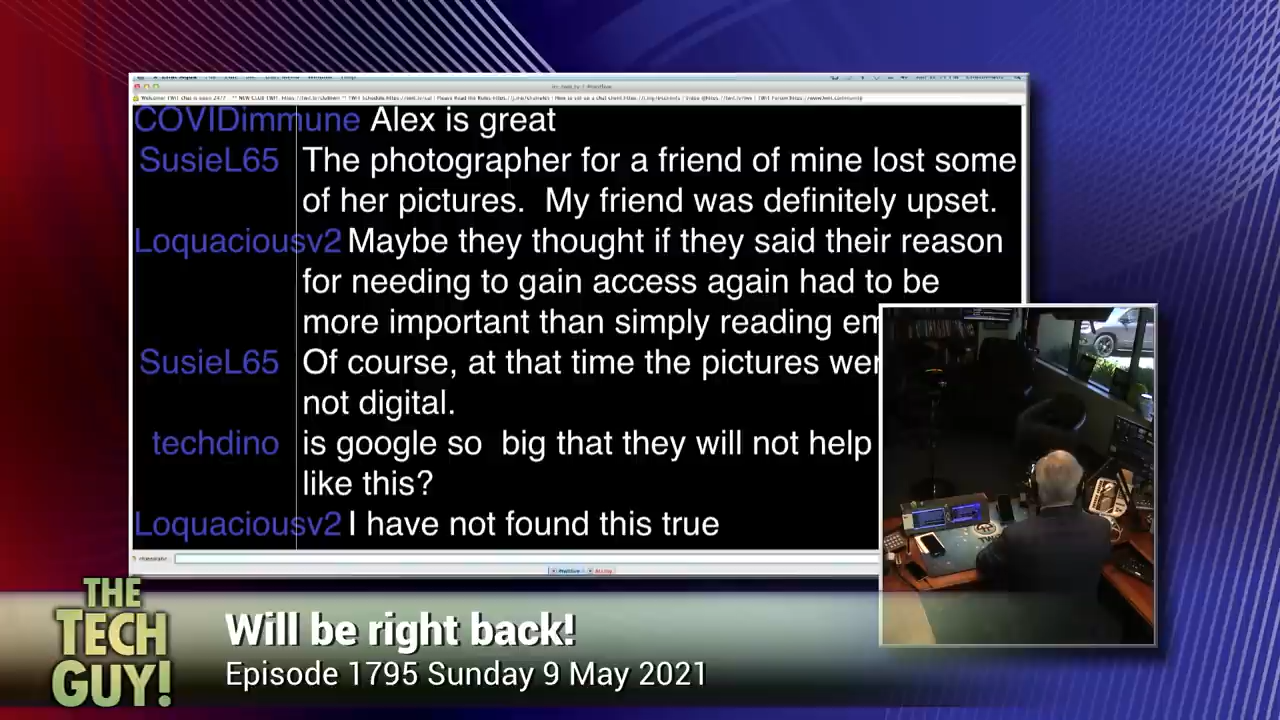 COVIDimmune Alex is great
SusieL65 The photographer for a friend of mine lost some
of her pictures.  My friend was definitely upset.
Loquaciousv2 Maybe they thought if they said their reason
for needing to gain access again had to be
more important than simply reading em
SusieL65 Of course, at that time the pictures wer
not digital.
techdino is google so  big that they will not help
like this?
Loquaciousv2 I have not found this true
THE
TECH
GUY!
Will be right back!
Episode 1795 Sunday 9 May 2021